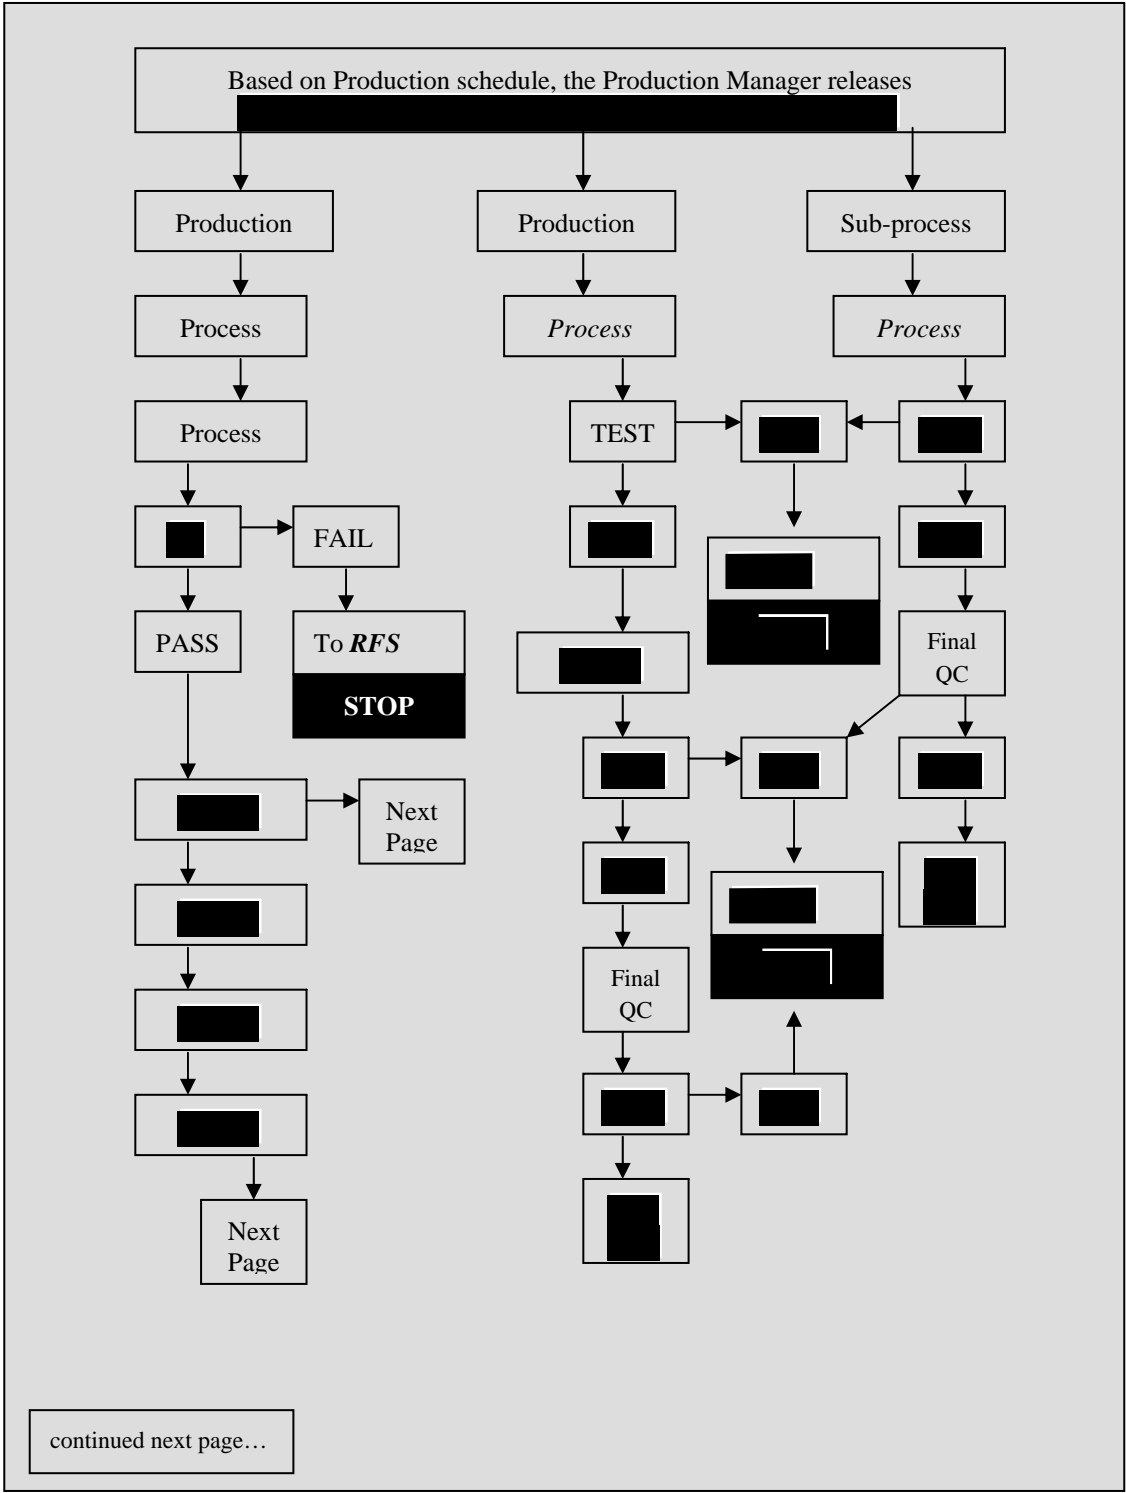 Based on Production schedule, the Production Manager releases
Production
Production
Sub-process
Process
Process
Process
Process
TEST
FAIL
PASS
To RFS
STOP
Final
QC
Next
Page
Final
QC
Next
Page
continued next page…